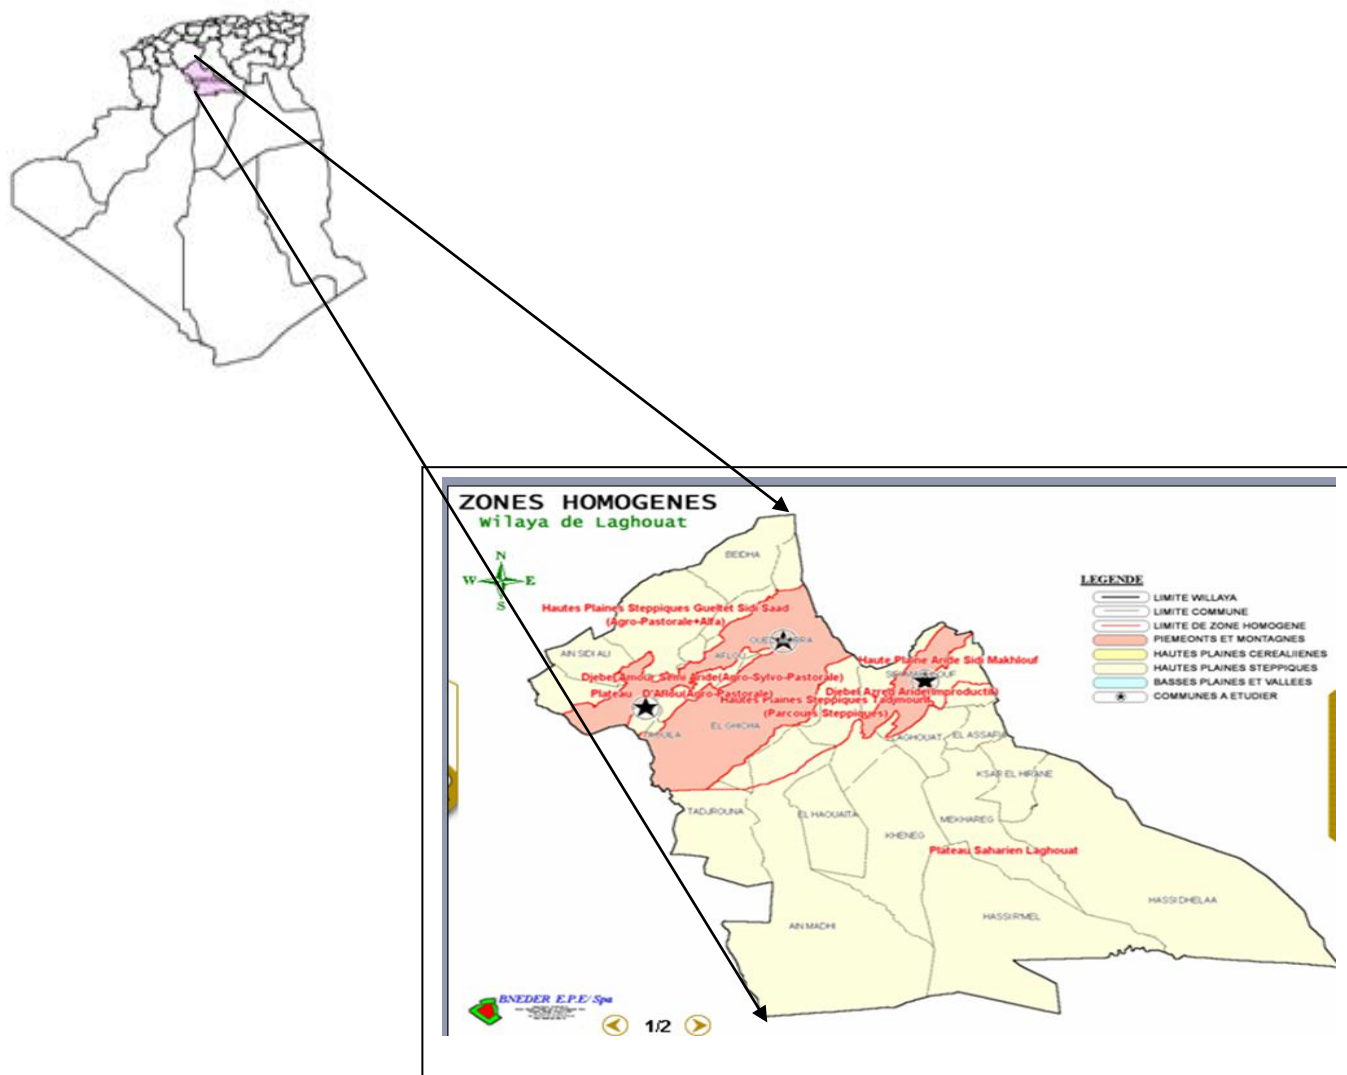 ZONES HOMOGENES
Wilaya de Laghouat
N
W E
S
BEIDHA
Hautes Plaines Steppiques Gueltet Sidi Saad
(Agro-Pastorale+Alfa)
AIN SIDI ALI
AFLOU
Haute Plaine Aride Sidi Makhlouf
Djebel Amour Semi Aride(Agro-Sylvo-Pastorale)
Plateau D'Aflou(Agro-Pastorale)
Djebel Azreg Aride(Improductif)
Hautes Plaines Steppiques Tadjmout
(Parcours Steppiques)
EL GHICHA
LAGHOUAT
EL ASSAFIA
KSAR EL HIRANE
TADJROUNA
EL HAOUAITA
MEKHAREG
KHENEG
Plateau Saharien Laghouat
HASSI DHELAA
HASSI R'MEL
AIN MADHI
LEGENDE
LIMITE WILLAYA
LIMITE COMMUNE
LIMITE DE ZONE HOMOGENE
PIEMEONTS ET MONTAGNES
HAUTES PLAINES CEREALIIENES
HAUTES PLAINES STEPPIQUES
BASSES PLAINES ET VALLEES
COMMUNES A ETUDIER
BNEDER E.P.E/Spa
1/2